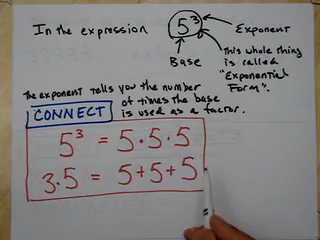 In the expression 5³
Exponent
This whole thing
is called
"Exponential
Form".
Base
The exponent tells you the number
of times the base
is used as a factor.
CONNECT
5³ = 5·5·5
3·5 = 5+5+5